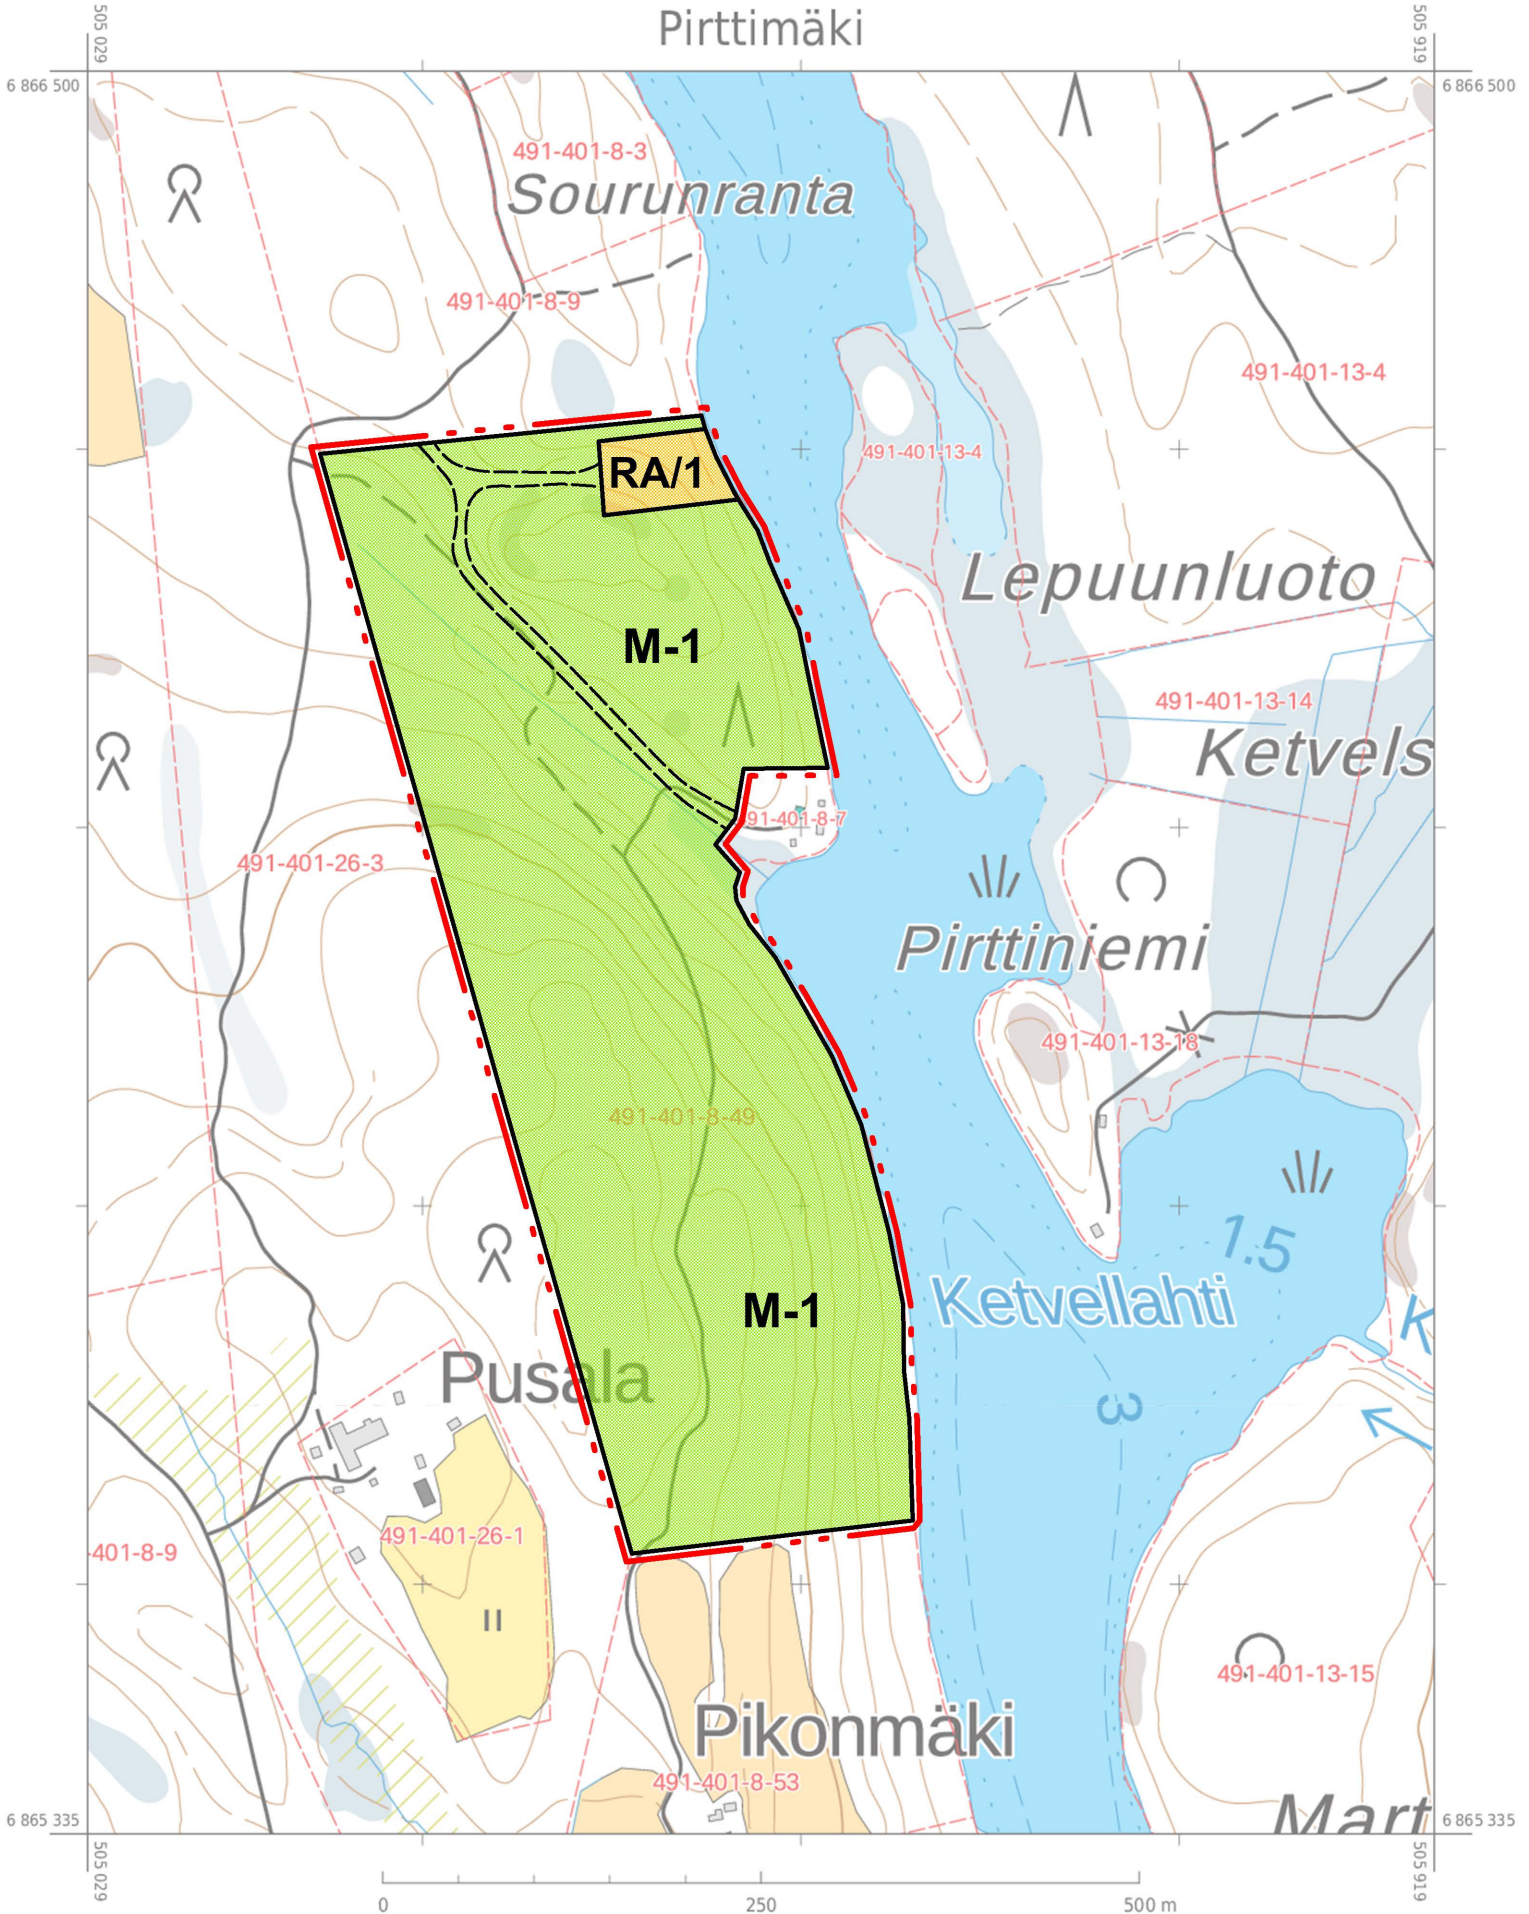 Pirttimäki
505 029
505 919
6 866 500
6 866 500
491-401-8-3
Sourunranta
491-401-8-9
491-401-13-4
491-401-13-4
RA/1
Lepuunluoto
M-1
491-401-13-14
Ketvels
91-401-8-7
491-401-26-3
Pirttiniemi
491-401-13-18
491-401-8-49
1.5
Ketvellahti
M-1
K
Pusala
3
491-401-26-1
-401-8-9
491-401-13-15
Pikonmäki
491-401-8-53
Mart
6 865 335
6 865 335
505 029
505 919
0
250
500 m